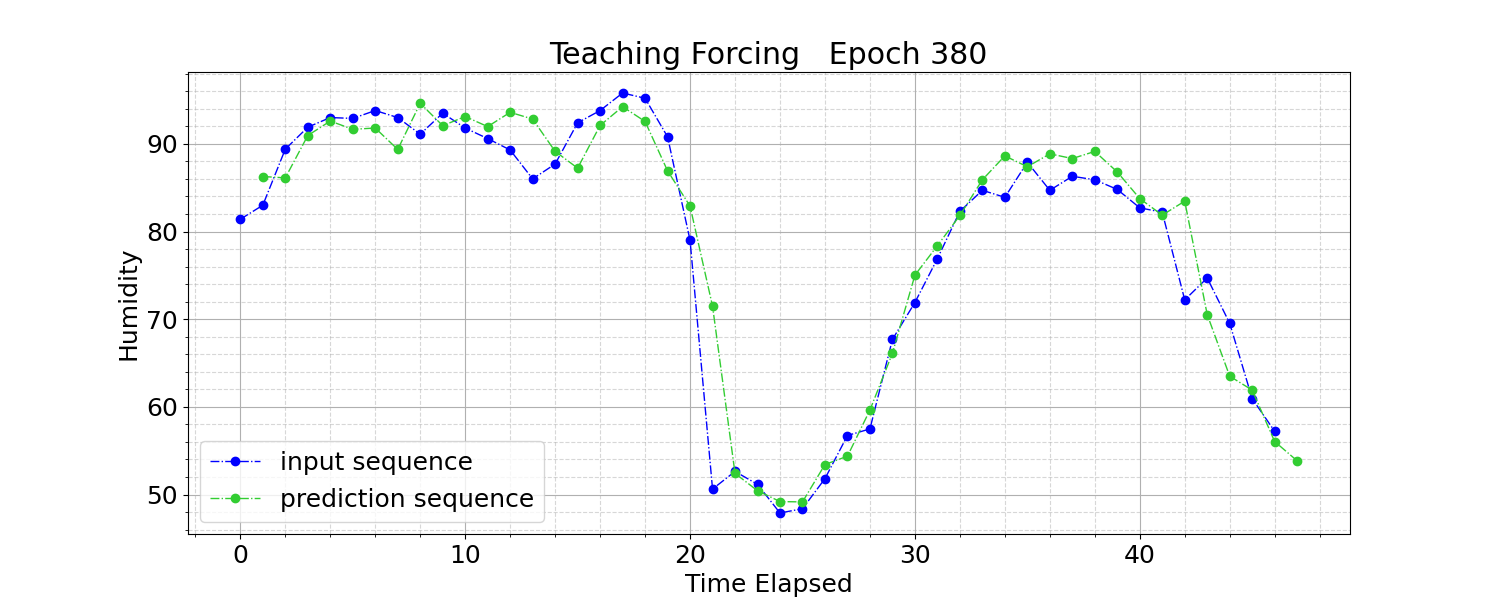 Teaching Forcing   Epoch 380
90
80
70
60
50
Humidity
input sequence
prediction sequence
0 10 20 30 40
Time Elapsed